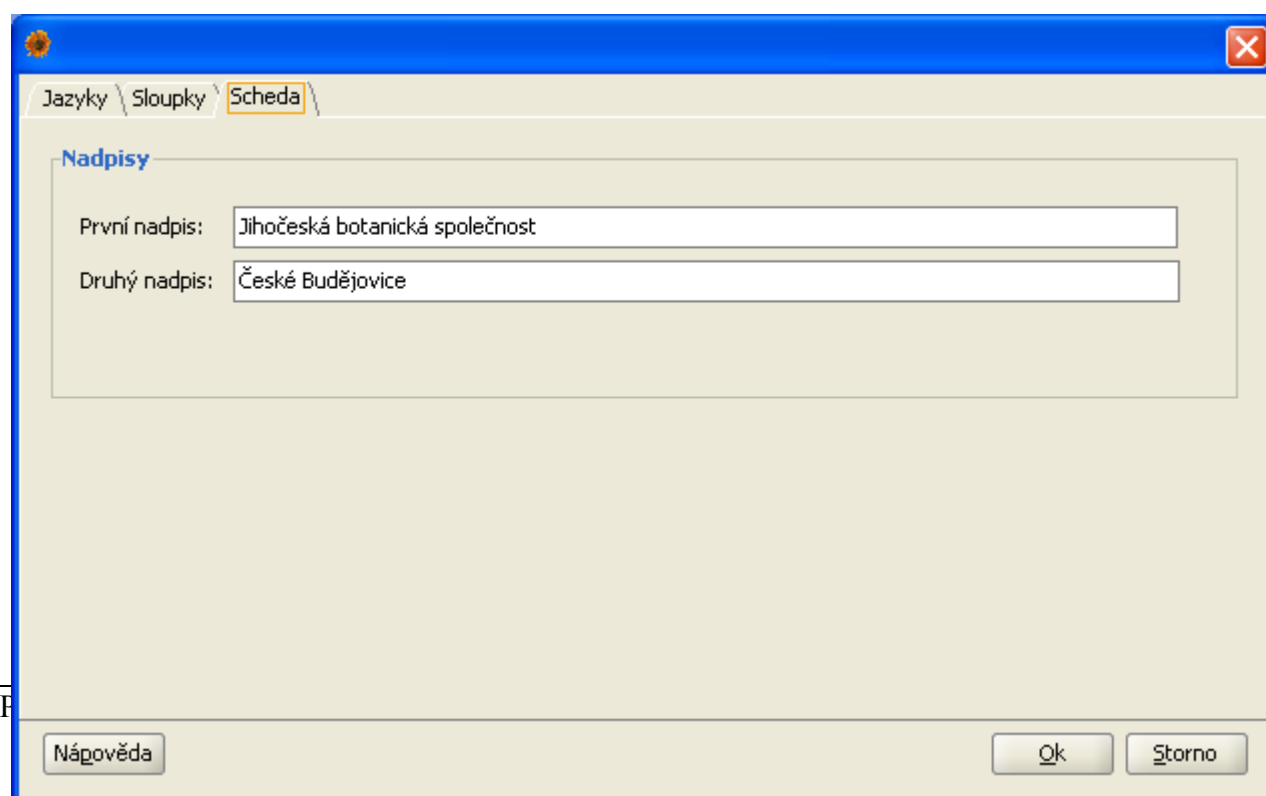 Jazyky Sloupky Scheda
Nadpisy
První nadpis: Jihočeská botanická společnost
Druhý nadpis: České Budějovice
Nápověda Ok Storno